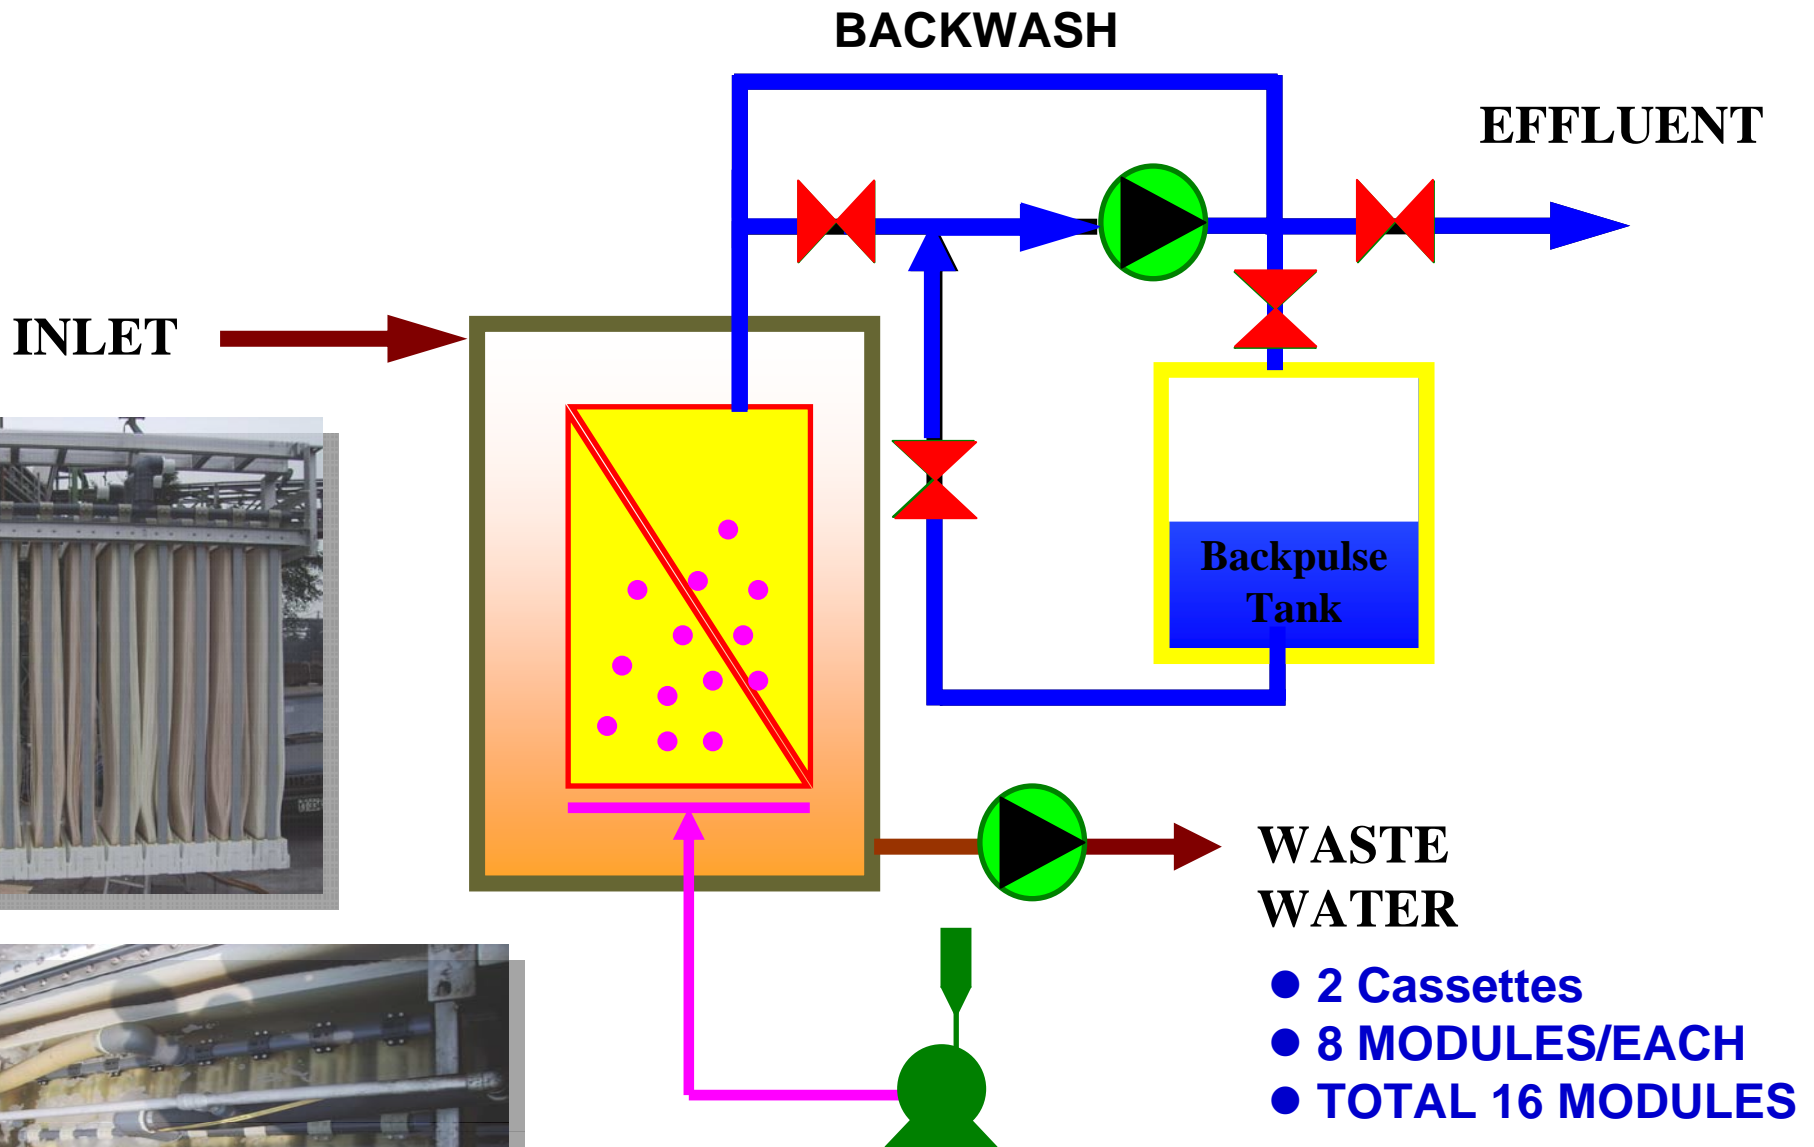 BACKWASH
EFFLUENT
INLET
Backpulse
Tank
WASTE
WATER
● 2 Cassettes
● 8 MODULES/EACH
● TOTAL 16 MODULES